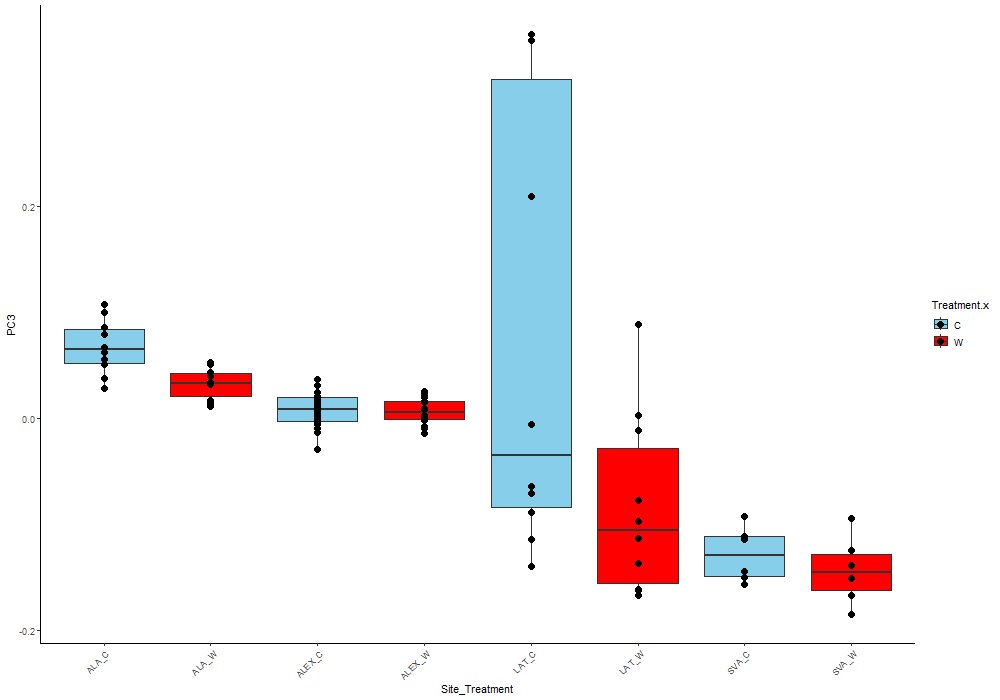 PC3
0.2
0.0
-0.2
ALA_C
ALA_W
ALEX_C
ALEX_W
LAT_C
LAT_W
SVA_C
SVA_W
Site_Treatment
Treatment.x
C
W